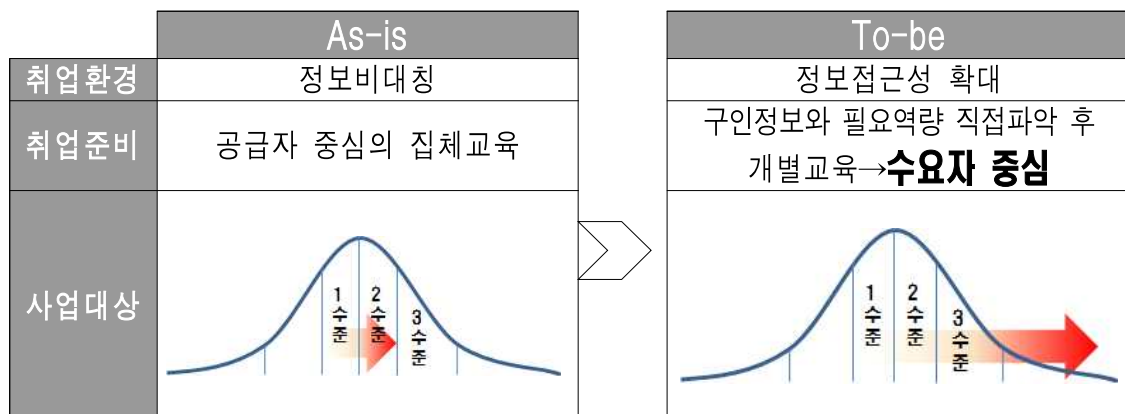 As-is
To-be
취업환경
정보비대칭
정보접근성 확대
취업준비
공급자 중심의 집체교육
구인정보와 필요역량 직접파악 후
개별교육→수요자 중심
사업대상
1수준
2수준
3수준
1수준
2수준
3수준